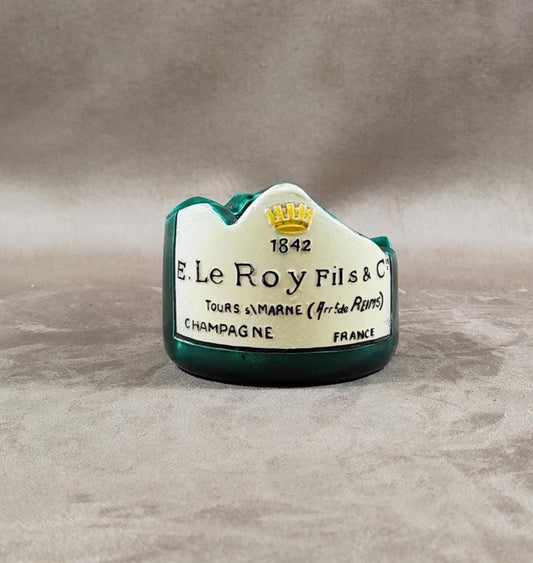 1842
E. Le Roy Fils & Cie
TOURS s\MARNE (Arr.t de REIMS)
CHAMPAGNE FRANCE